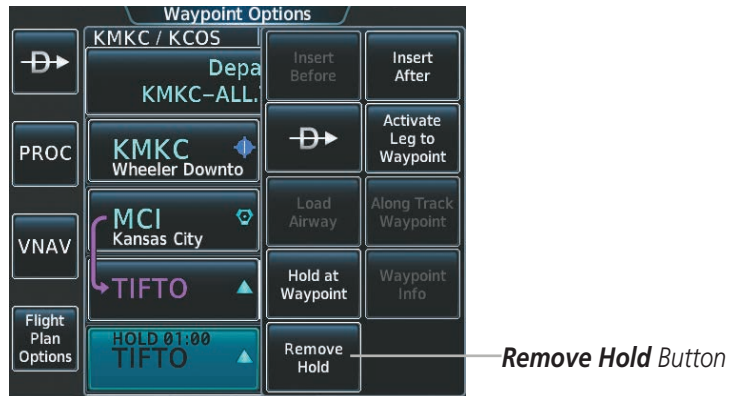 Waypoint Options
KMKC / KCOS
Depa
KMKC-ALL.
PROC
KMKC
Wheeler Downto
MCI
Kansas City
VNAV
TIFTO
Flight
Plan
Options
HOLD 01:00
TIFTO
Insert
Before
Insert
After
Activate
Leg to
Waypoint
Load
Airway
Along Track
Waypoint
Hold at
Waypoint
Waypoint
Info
Remove
Hold
Remove Hold Button